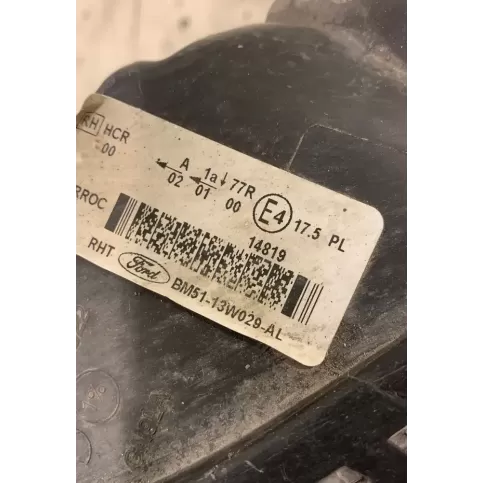 RH HCR
00
A 1a↓ 77R E4 17.5 PL
02 01 00
14819
RROC
RHT Ford BM51-13W029-AL